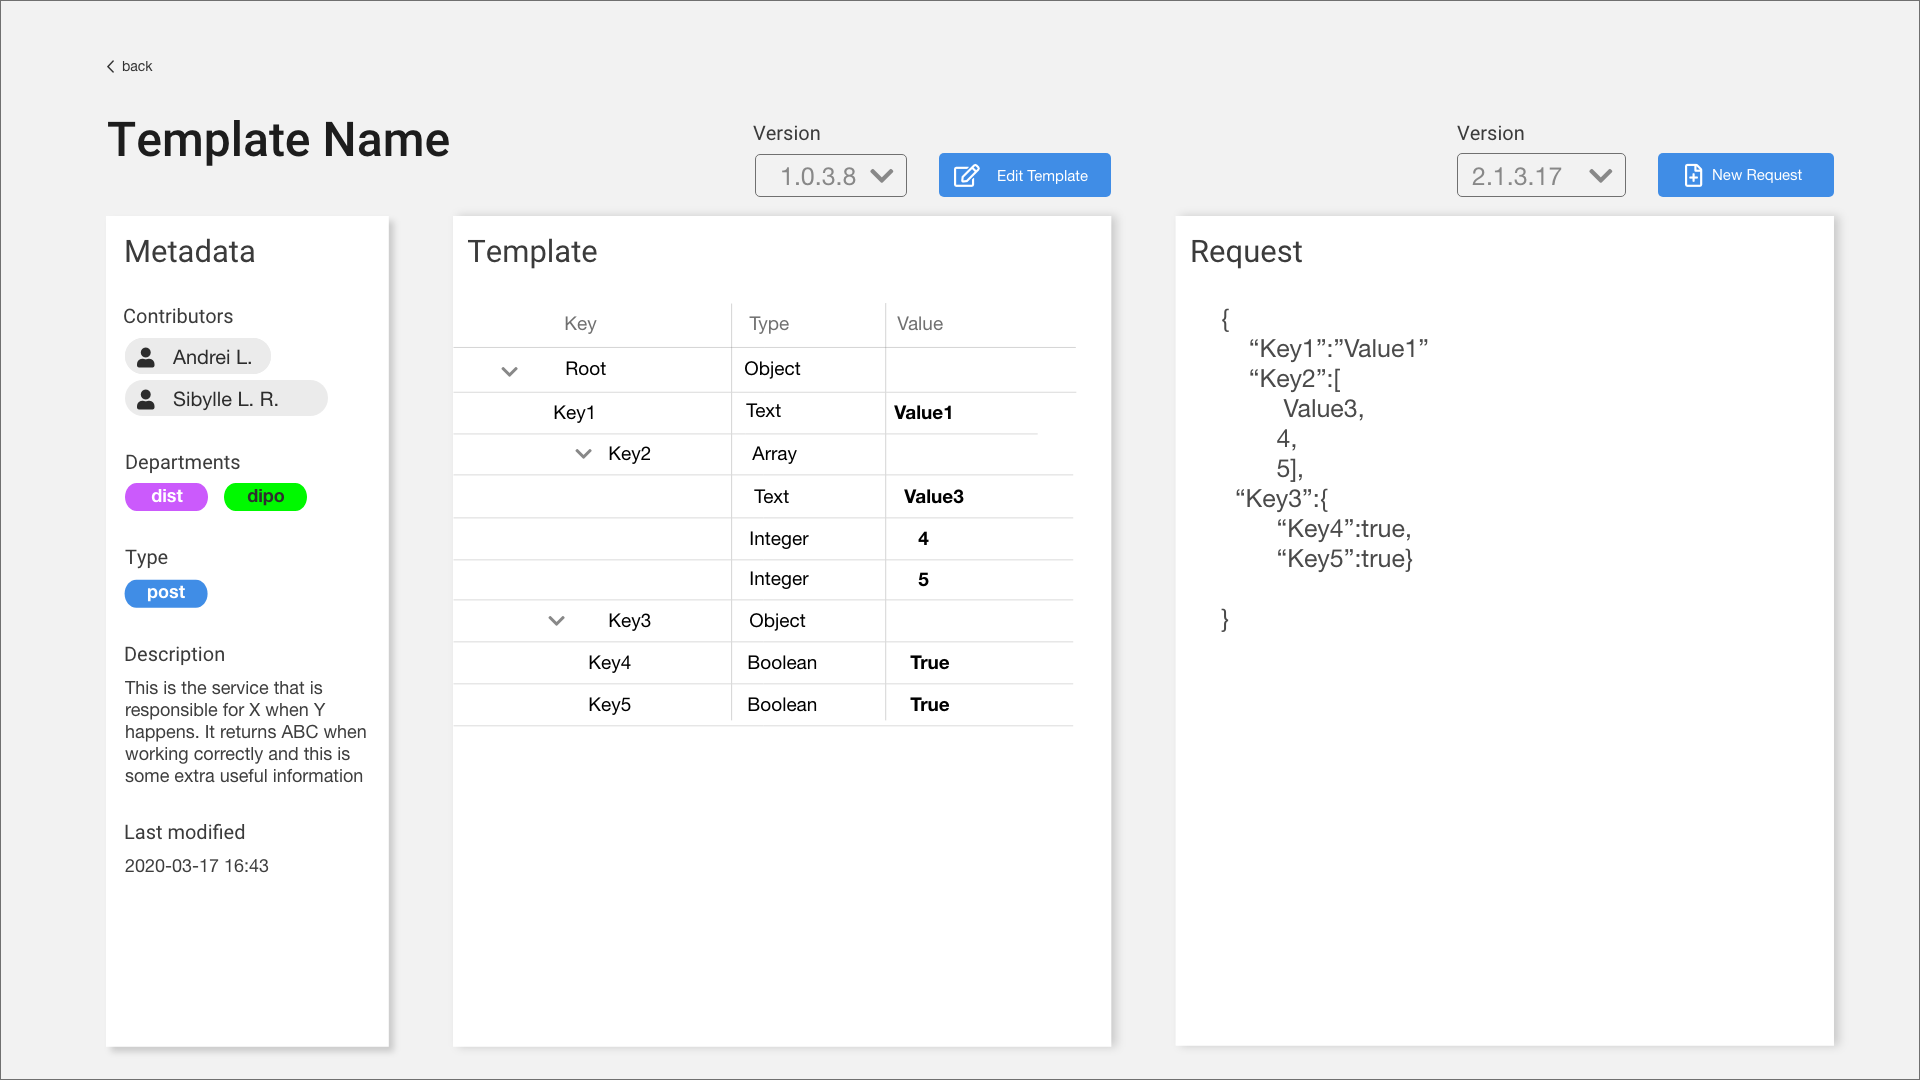 back
Template Name
Version
1.0.3.8
Edit Template
Version
2.1.3.17
New Request
Metadata
Contributors
Andrei L.
Sibylle L. R.
Departments
dist dipo
Type
post
Description
This is the service that is
responsible for X when Y
happens. It returns ABC when
working correctly and this is
some extra useful information
Last modified
2020-03-17 16:43
Template
Key Type Value
Root Object
Key1 Text Value1
Key2 Array
Text Value3
Integer 4
Integer 5
Key3 Object
Key4 Boolean True
Key5 Boolean True
Request
{
“Key1”:”Value1”
“Key2”:[
Value3,
4,
5],
“Key3”:{
“Key4”:true,
“Key5”:true}
}